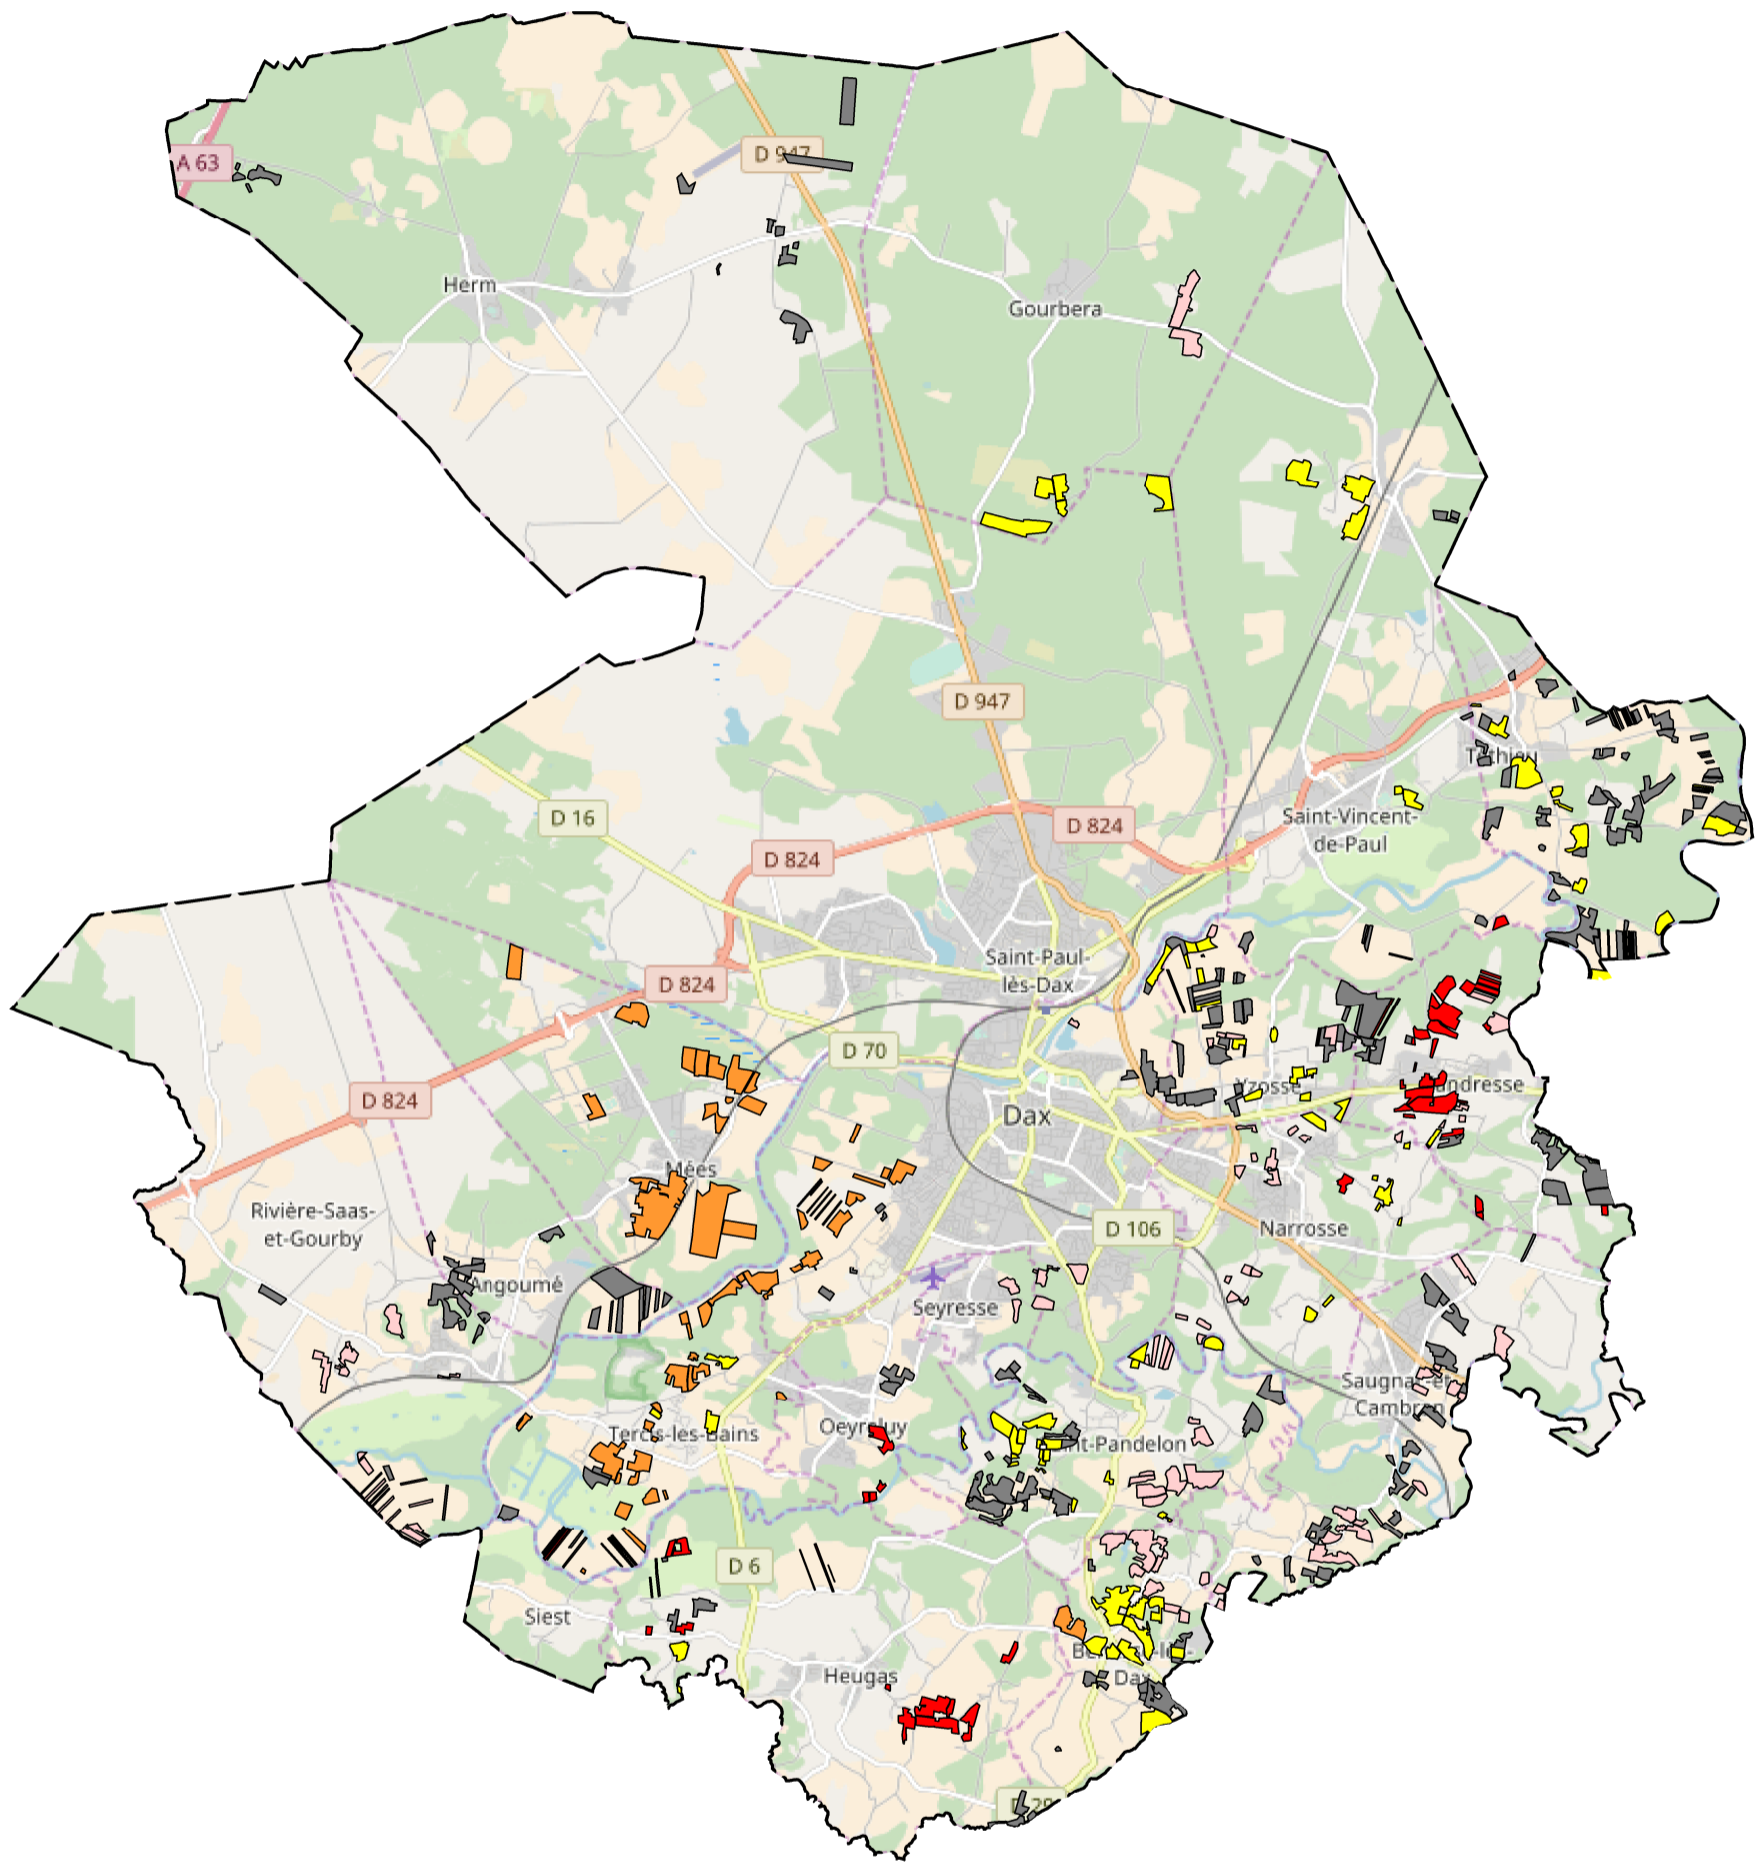 A 63
D 947
Herm
Gourbera
D 947
D 16
D 824
D 824
Saint-Vincent-
de-Paul
Saint-Paul-
lès-Dax
D 824
D 70
D 824
Dax
Yzosse
Mées
Rivière-Saas-
et-Gourby
D 106
Narrosse
Angoumé
Seyresse
Saugnac-et-
Cambran
Tercis-les-Bains
Oeyreluy
D 6
Siest
Heugas
Dax